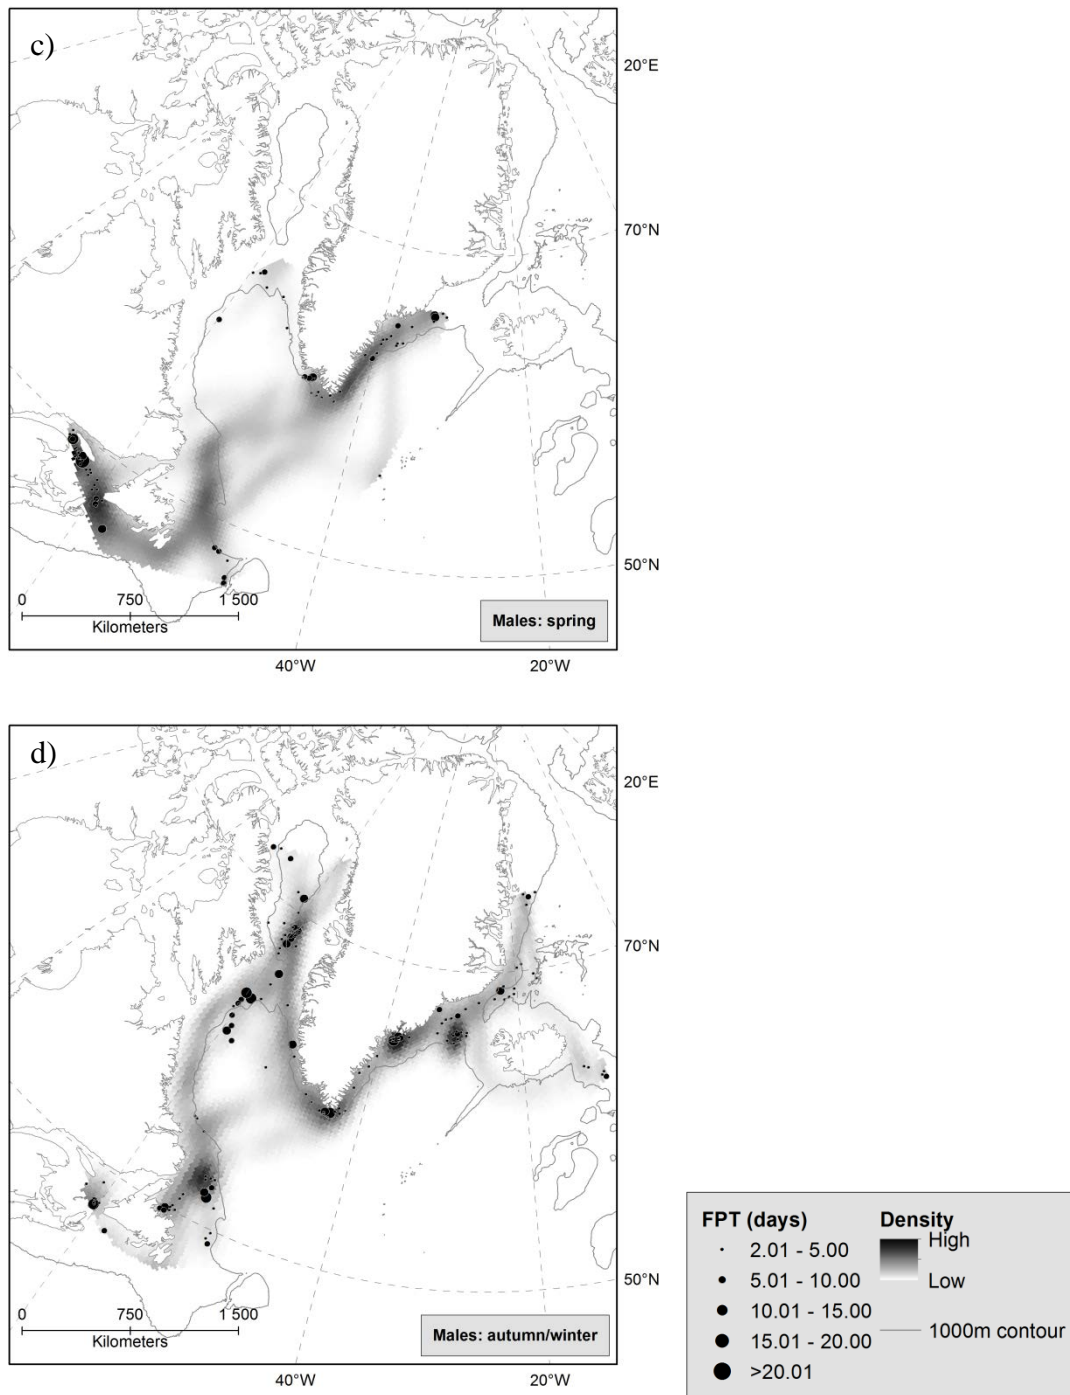 c)
20°E
70°N
50°N
0 750 1 500
Kilometers
Males: spring
40°W 20°W
d)
20°E
70°N
50°N
0 750 1 500
Kilometers
Males: autumn/winter
40°W 20°W
FPT (days) Density
2.01 - 5.00 High
5.01 - 10.00 Low
10.01 - 15.00
15.01 - 20.00 1000m contour
>20.01